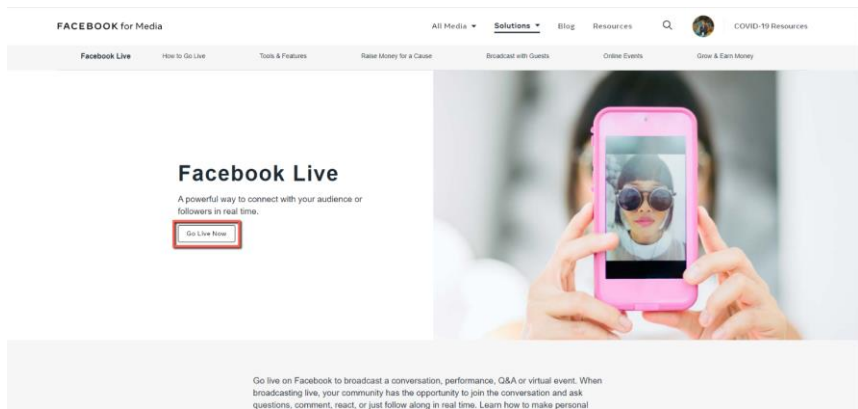 FACEBOOK for Media
All Media Solutions Blog Resources COVID-19 Resources
Facebook Live How to Go Live Tools & Features Raise Money for a Cause Broadcast with Guests Online Events Grow & Earn Money
Facebook Live
A powerful way to connect with your audience or
followers in real time.
Go Live Now
Go live on Facebook to broadcast a conversation, performance, Q&A or virtual event. When
broadcasting live, your community has the opportunity to join the conversation and ask
questions, comment, react, or just follow along in real time. Learn how to make personal